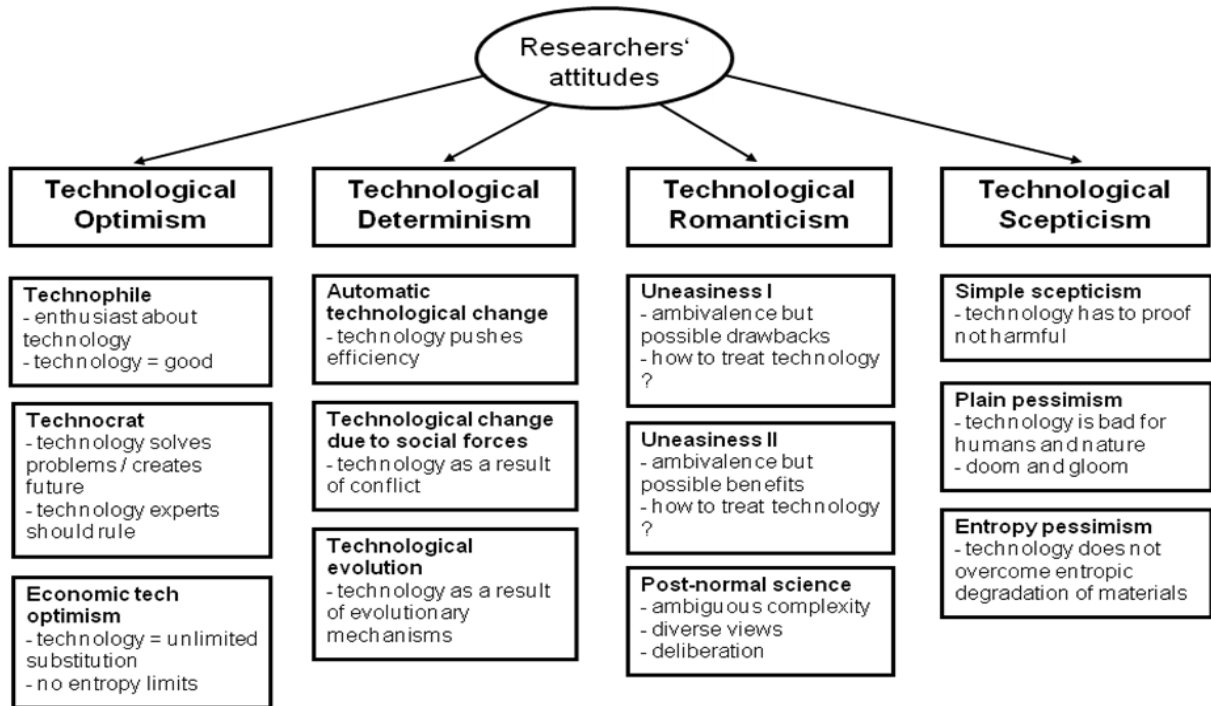 Researchers‘
attitudes
Technological
Optimism
Technophile
- enthusiast about
technology
- technology = good
Technocrat
- technology solves
problems / creates
future
- technology experts
should rule
Economic tech
optimism
- technology = unlimited
substitution
- no entropy limits
Technological
Determinism
Automatic
technological change
- technology pushes
efficiency
Technological change
due to social forces
- technology as a result
of conflict
Technological
evolution
- technology as a result
of evolutionary
mechanisms
Technological
Romanticism
Uneasiness I
- ambivalence but
possible drawbacks
- how to treat technology
?
Uneasiness II
- ambivalence but
possible benefits
- how to treat technology
?
Post-normal science
- ambiguous complexity
- diverse views
- deliberation
Technological
Scepticism
Simple scepticism
- technology has to proof
not harmful
Plain pessimism
- technology is bad for
humans and nature
- doom and gloom
Entropy pessimism
- technology does not
overcome entropic
degradation of materials